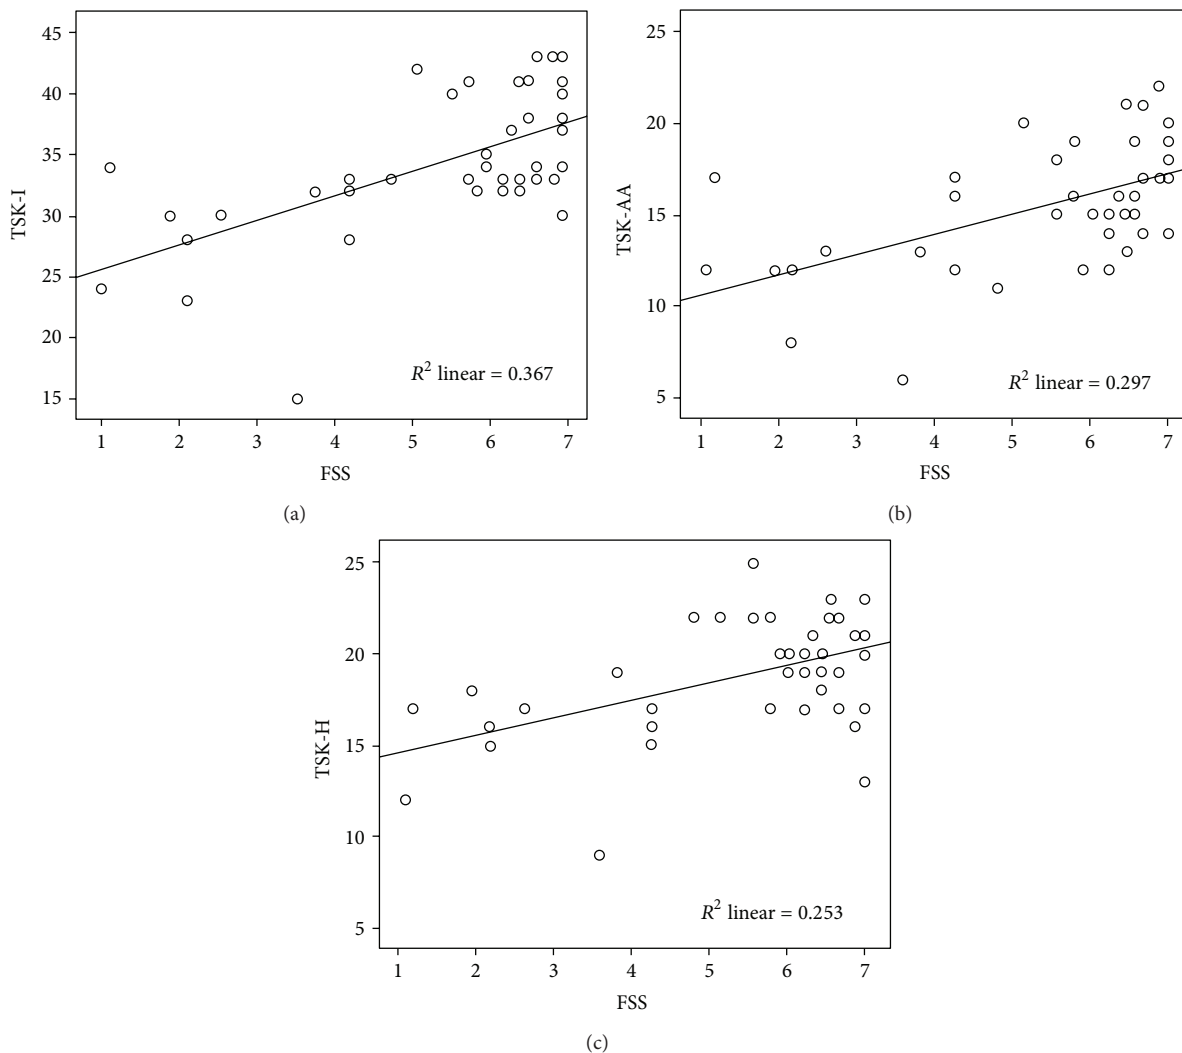 45
40
35
30
25
20
15
TSK-I
R² linear = 0.367
1 2 3 4 5 6 7
FSS
(a)
25
20
15
10
5
TSK-AA
R² linear = 0.297
1 2 3 4 5 6 7
FSS
(b)
25
20
15
10
5
TSK-H
R² linear = 0.253
1 2 3 4 5 6 7
FSS
(c)